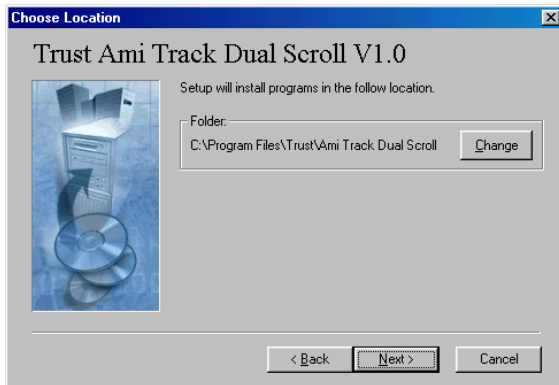 Choose Location
Trust Ami Track Dual Scroll V1.0
Setup will install programs in the follow location.
Folder:
C:\Program Files\Trust\Ami Track Dual Scroll
Change
< Back
Next >
Cancel